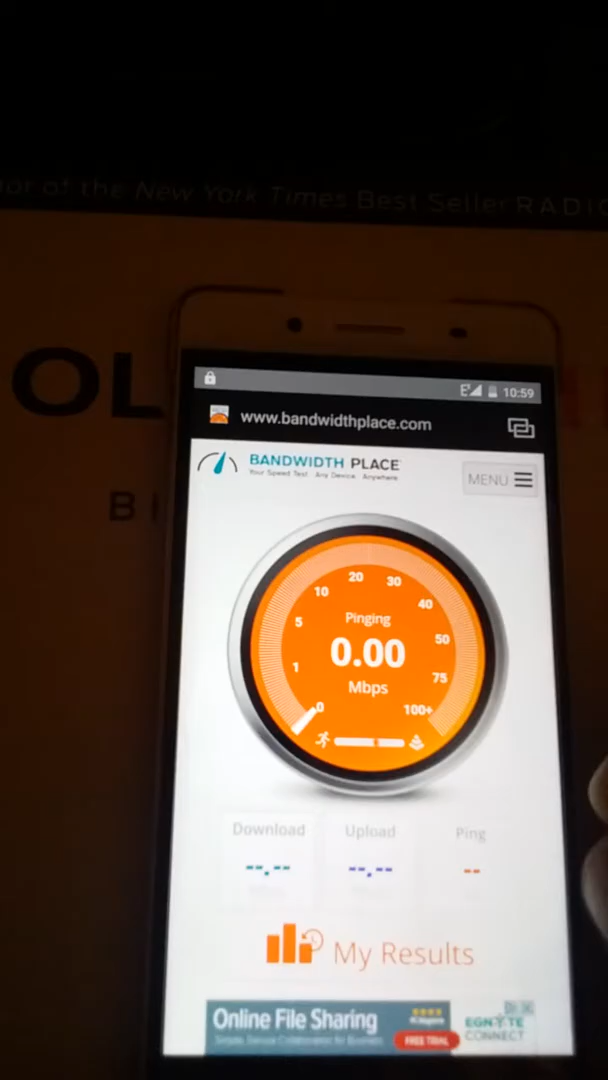 or of the New York Times Best Seller RADI
OL
BI
10:59
www.bandwidthplace.com
BANDWIDTH PLACE
Your Speed Test. Any Device. Anywhere.
MENU
20
10
30
40
5
Pinging
50
0.00
1
75
Mbps
0
100+
Download
Upload
Ping
--.--
--.--
--
My Results
Online File Sharing
FREE TRIAL
EGNYTE
CONNECT